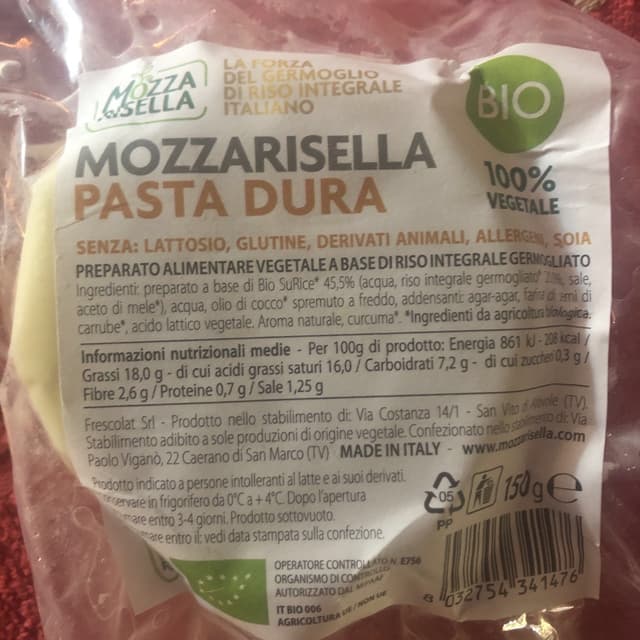 MOZZA
RISELLA
LA FORZA
DEL GERMOGLIO
DI RISO INTEGRALE
ITALIANO
BIO
100%
VEGETALE
MOZZARISELLA
PASTA DURA
SENZA: LATTOSIO, GLUTINE, DERIVATI ANIMALI, ALLERGENI, SOIA
PREPARATO ALIMENTARE VEGETALE A BASE DI RISO INTEGRALE GERMOGLIATO
Ingredienti: preparato a base di Bio SuRice* 45,5% (acqua, riso integrale germogliato* sale,
aceto di mele*), acqua, olio di cocco* spremuto a freddo, addensanti: agar-agar, farina di semi di
carrube*, acido lattico vegetale. Aroma naturale, curcuma*. *Ingredienti da agricoltura biologica.
Informazioni nutrizionali medie - Per 100g di prodotto: Energia 861 kJ - 208 kcal /
Grassi 18,0 g - di cui acidi grassi saturi 16,0 / Carboidrati 7,2 g - di cui zuccheri 0,3 g /
Fibre 2,6 g / Proteine 0,7 g / Sale 1,25 g
Frescolat Srl - Prodotto nello stabilimento di: Via Costanza 14/1 - San Vito di Altivole (TV).
Stabilimento adibito a sole produzioni di origine vegetale. Confezionato nello stabilimento di: Via
Paolo Viganò, 22 Caerano di San Marco (TV) MADE IN ITALY - www.mozzarisella.com
Prodotto indicato a persone intolleranti al latte e ai suoi derivati.
Conservare in frigorifero da 0°C a + 4°C. Dopo l'apertura
mare entro 3-4 giorni. Prodotto sottovuoto.
mare entro il: vedi data stampata sulla confezione.
05
PP
150 g e
OPERATORE CONTROLLATO N. E750
ORGANISMO DI CONTROLLO
AUTORIZZATO DAL MIPAAF
IT BIO 006
AGRICOLTURA UE / NON UE
8 032754 341476